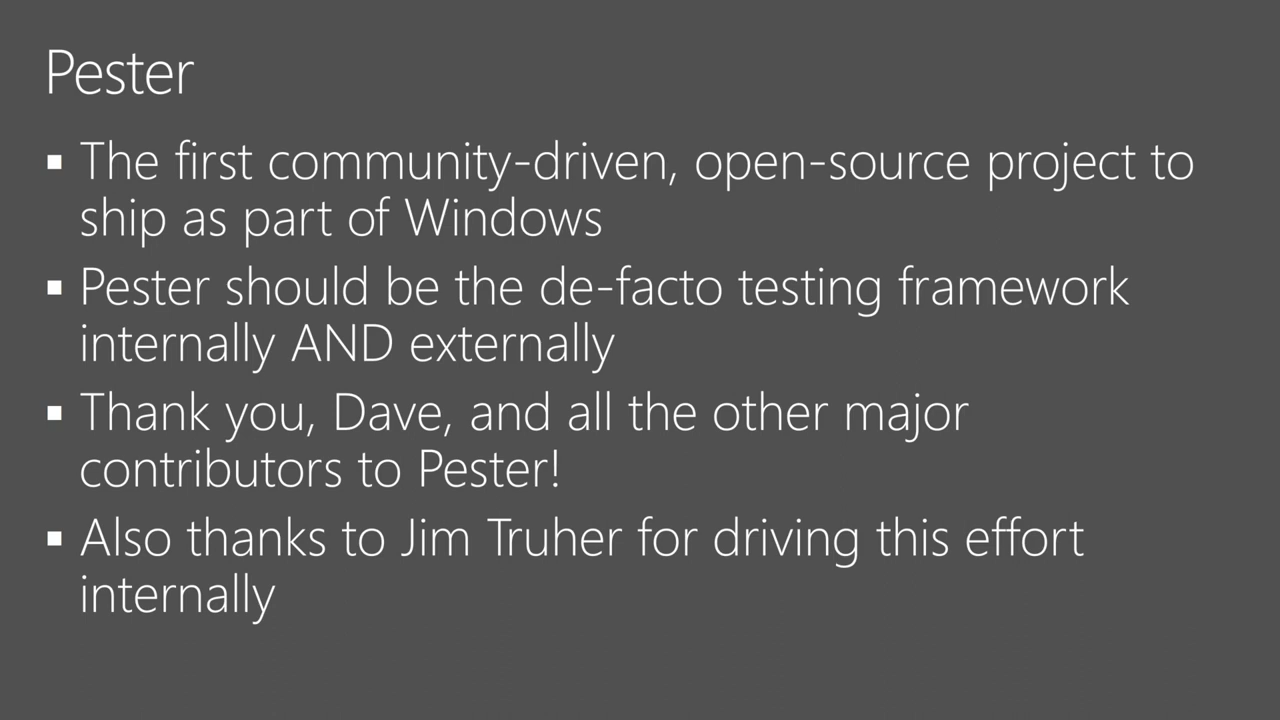 Pester
▪ The first community-driven, open-source project to
ship as part of Windows
▪ Pester should be the de-facto testing framework
internally AND externally
▪ Thank you, Dave, and all the other major
contributors to Pester!
▪ Also thanks to Jim Truher for driving this effort
internally